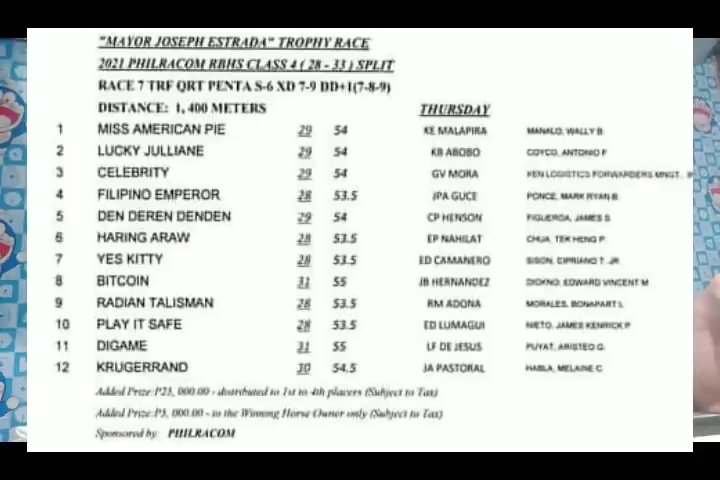 "MAYOR JOSEPH ESTRADA" TROPHY RACE
2021 PHILRACOM RBHS CLASS 4 ( 28 - 33 ) SPLIT
RACE 7 TRF QRT PENTA S-6 XD 7-9 DD+1(7-8-9)
DISTANCE: 1, 400 METERS THURSDAY
1 MISS AMERICAN PIE 29 54 KE MALAPIRA MANALO, WALLY B.
2 LUCKY JULLIANE 29 54 KB ABOBO COYCO, ANTONIO F
3 CELEBRITY 29 54 GV MORA KEN LOGISTICS FORWARDERS MNGT.,
4 FILIPINO EMPEROR 28 53.5 JPA GUCE PONCE, MARK RYAN B.
5 DEN DEREN DENDEN 29 54 CP HENSON FIGUEROA, JAMES S.
6 HARING ARAW 28 53.5 EP NAHILAT CHUA, TEK HENG P.
7 YES KITTY 28 53.5 ED CAMANERO SISON, CIPRIANO T. JR.
8 BITCOIN 31 55 JB HERNANDEZ DIOKNO, EDWARD VINCENT M
9 RADIAN TALISMAN 28 53.5 RM ADONA MORALES, BONAPART L
10 PLAY IT SAFE 28 53.5 ED LUMAGUI NIETO, JAMES KENRICK P
11 DIGAME 31 55 LF DE JESUS PUYAT, ARISTEO G.
12 KRUGERRAND 30 54.5 JA PASTORAL HABLA, MELAINE C.
Added Prize:P25, 000.00 - distributed to 1st to 4th placers (Subject to Tax)
Added Prize:P5, 000.00 - to the Winning Horse Owner only (Subject to Tax)
Sponsored by: PHILRACOM